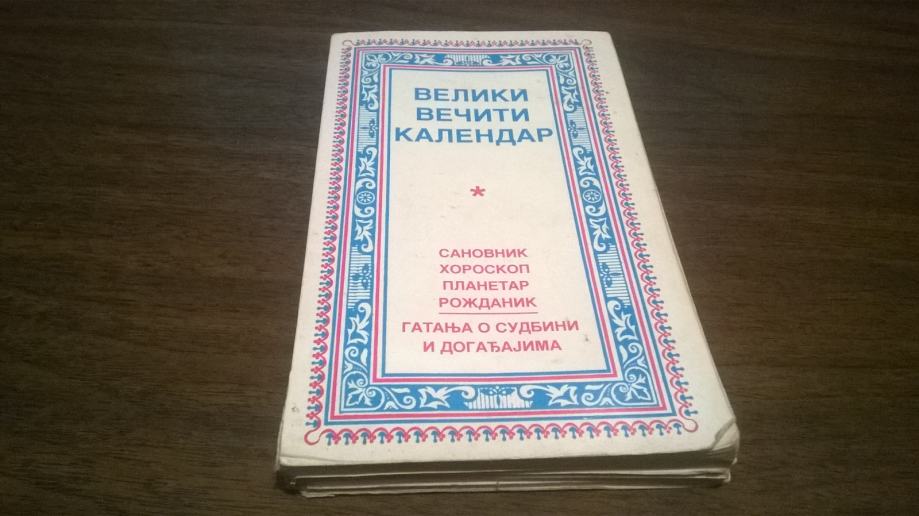 ВЕЛИКИ
ВЕЧИТИ
КАЛЕНДАР
*
САНОВНИК
ХОРОСКОП
ПЛАНЕТАР
РОЖДАНИК
ГАТАЊА О СУДБИНИ
И ДОГАЂАЈИМА